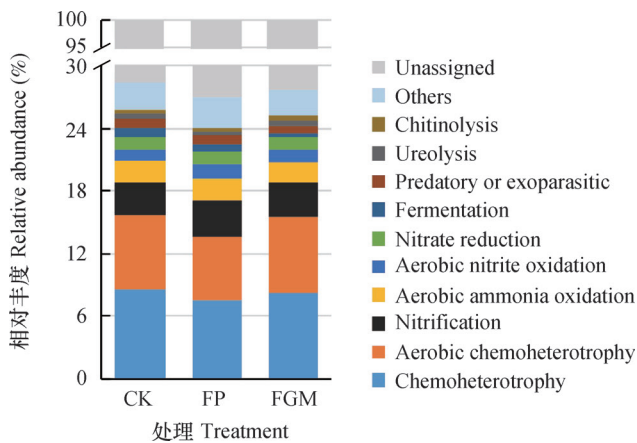 相对丰度 Relative abundance (%)
100
95
30
24
18
12
6
0
CK FP FGM
处理 Treatment
Unassigned
Others
Chitinolysis
Ureolysis
Predatory or exoparasitic
Fermentation
Nitrate reduction
Aerobic nitrite oxidation
Aerobic ammonia oxidation
Nitrification
Aerobic chemoheterotrophy
Chemoheterotrophy